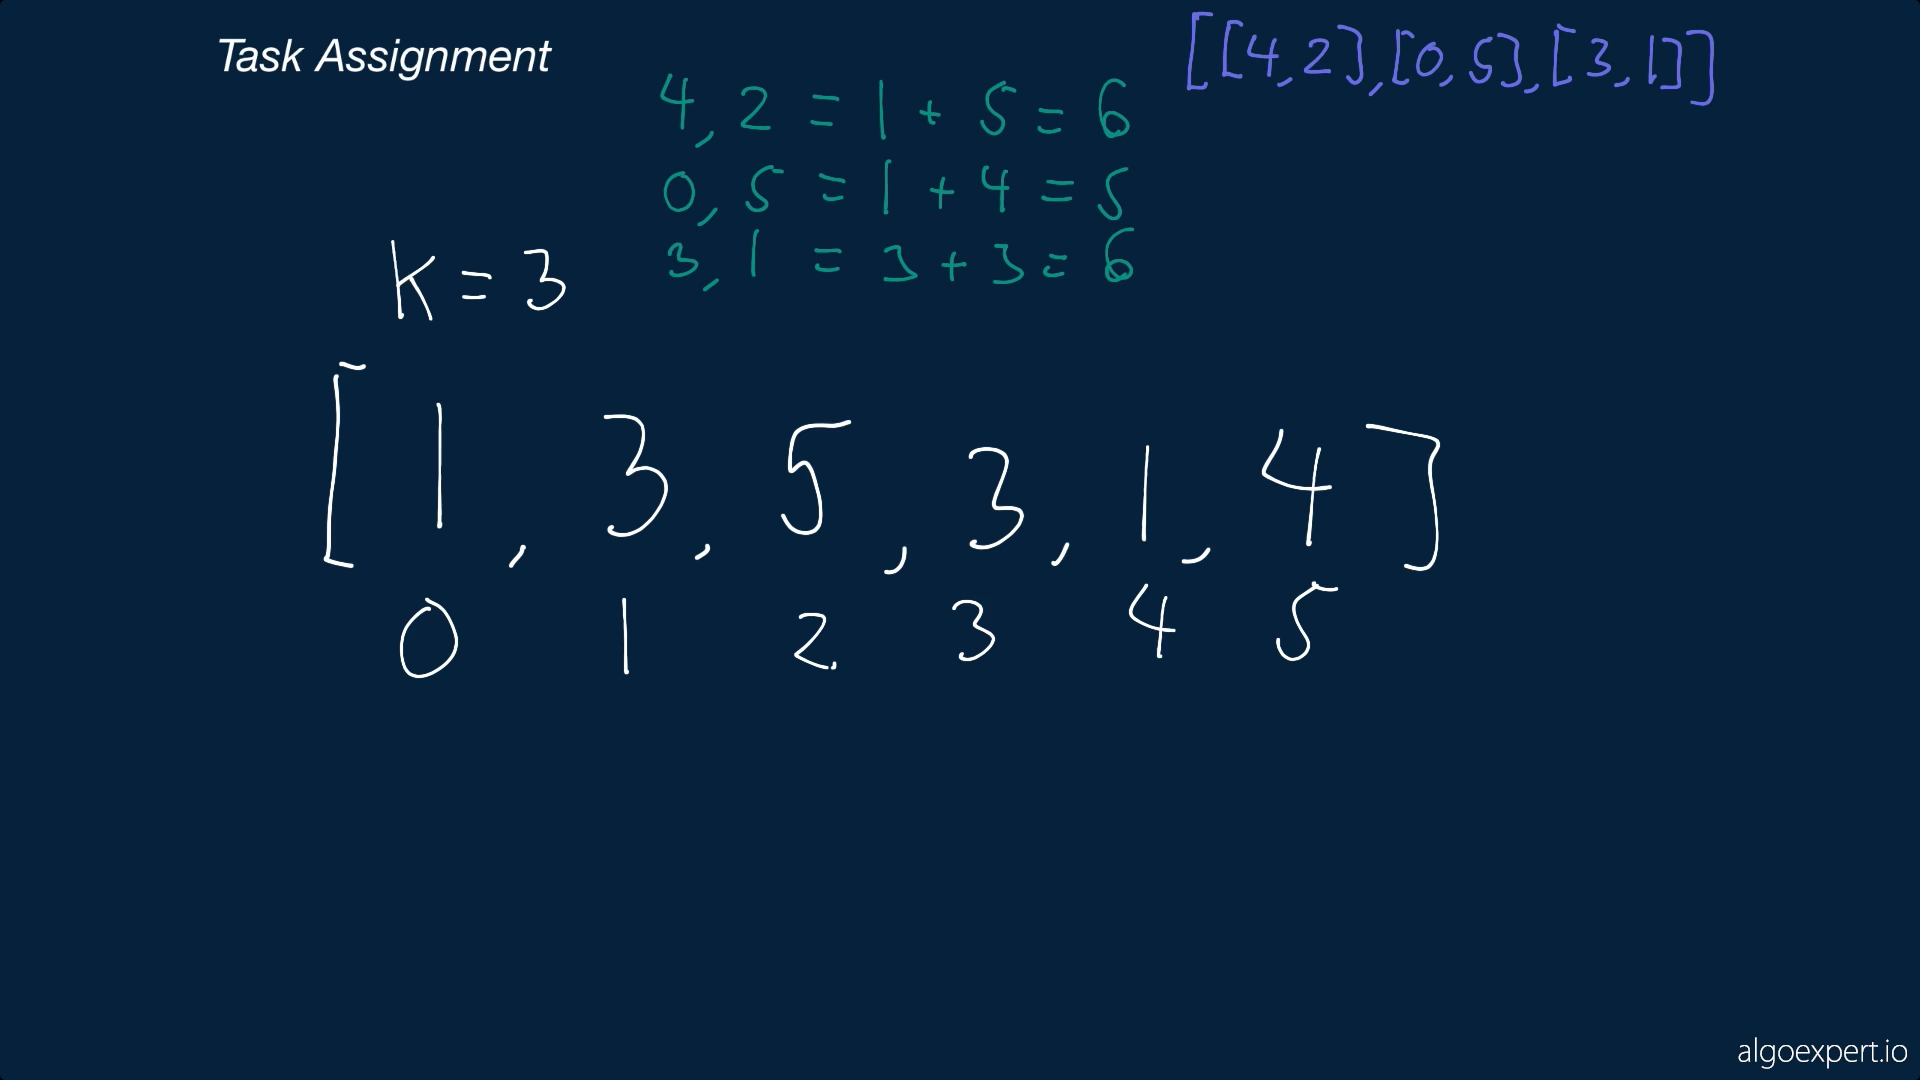 Task Assignment
[[4,2],[0,5],[3,1]]
4,2 = 1 + 5 = 6
0,5 = 1 + 4 = 5
3,1 = 3 + 3 = 6
K = 3
[1, 3, 5, 3, 1, 4]
0 1 2 3 4 5
algoexpert.io